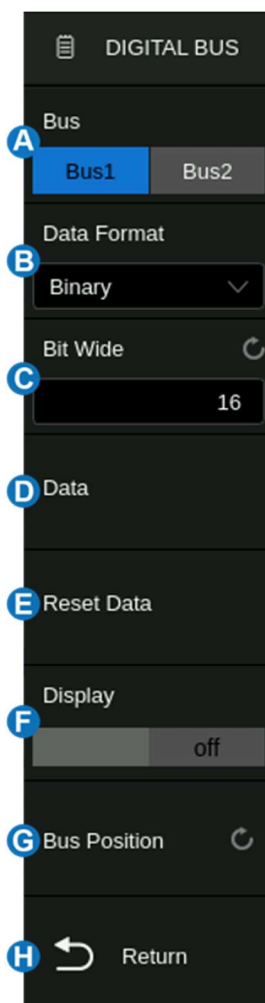 DIGITAL BUS
Bus
A
Bus1 Bus2
Data Format
B
Binary
Bit Wide
C
16
D Data
E Reset Data
Display
F
off
G Bus Position
H Return